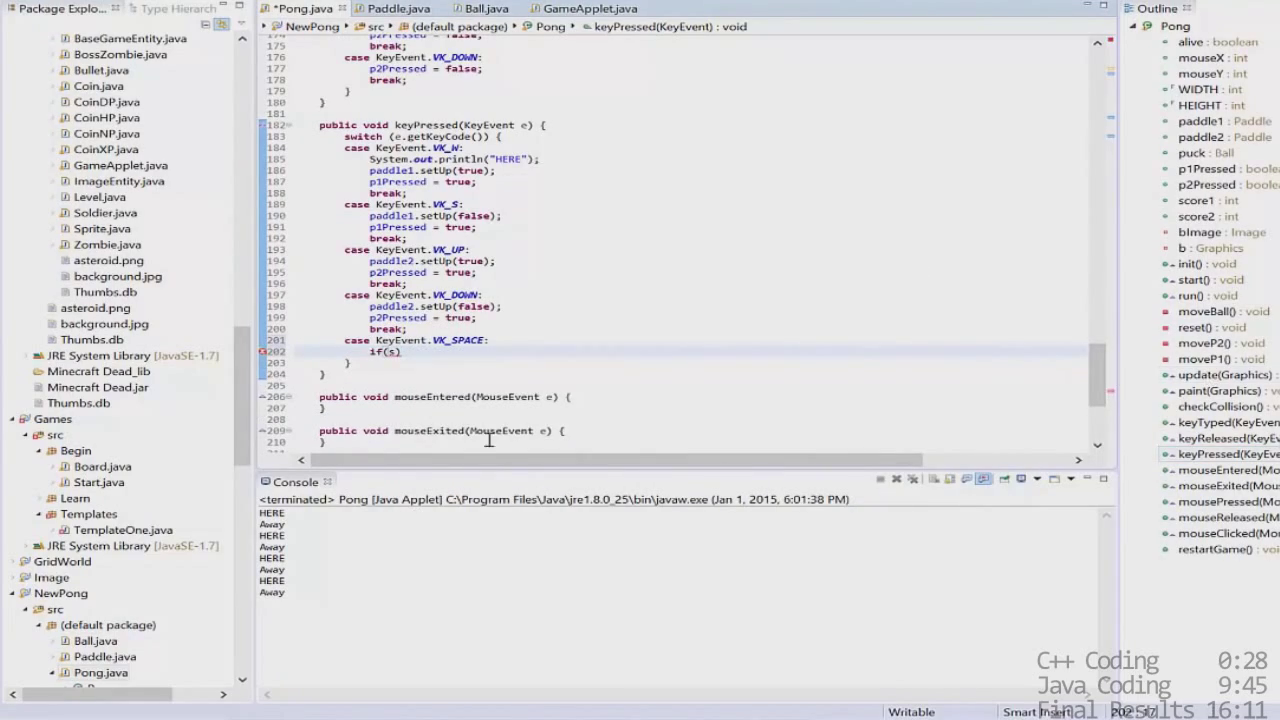 Package Explo...
Type Hierarch
*Pong.java
Paddle.java
Ball.java
GameApplet.java
Outline
NewPong
src
(default package)
Pong
keyPressed(KeyEvent) : void
BaseGameEntity.java
BossZombie.java
Bullet.java
Coin.java
CoinDP.java
CoinHP.java
CoinNP.java
CoinXP.java
GameApplet.java
ImageEntity.java
Level.java
Soldier.java
Sprite.java
Zombie.java
asteroid.png
background.jpg
Thumbs.db
asteroid.png
background.jpg
Thumbs.db
JRE System Library [JavaSE-1.7]
Minecraft Dead_lib
Minecraft Dead.jar
Thumbs.db
Games
src
Begin
Board.java
Start.java
Learn
Templates
TemplateOne.java
JRE System Library [JavaSE-1.7]
GridWorld
Image
NewPong
src
(default package)
Ball.java
Paddle.java
Pong.java
174 p2Pressed = false;
175 break;
176 case KeyEvent.VK_DOWN:
177 p2Pressed = false;
178 break;
179 }
180 }
181
182 public void keyPressed(KeyEvent e) {
183 switch (e.getKeyCode()) {
184 case KeyEvent.VK_W:
185 System.out.println("HERE");
186 paddle1.setUp(true);
187 p1Pressed = true;
188 break;
189 case KeyEvent.VK_S:
190 paddle1.setUp(false);
191 p1Pressed = true;
192 break;
193 case KeyEvent.VK_UP:
194 paddle2.setUp(true);
195 p2Pressed = true;
196 break;
197 case KeyEvent.VK_DOWN:
198 paddle2.setUp(false);
199 p2Pressed = true;
200 break;
201 case KeyEvent.VK_SPACE:
202 if(s)
203 }
204 }
205
206 public void mouseEntered(MouseEvent e) {
207 }
208
209 public void mouseExited(MouseEvent e) {
210 }
Console
<terminated> Pong [Java Applet] C:\Program Files\Java\jre1.8.0_25\bin\javaw.exe (Jan 1, 2015, 6:01:38 PM)
HERE
Away
HERE
Away
HERE
Away
HERE
Away
Pong
alive : boolean
mouseX : int
mouseY : int
WIDTH : int
HEIGHT : int
paddle1 : Paddle
paddle2 : Paddle
puck : Ball
p1Pressed : boolea
p2Pressed : boolea
score1 : int
score2 : int
bImage : Image
b : Graphics
init() : void
start() : void
run() : void
moveBall() : void
reset() : void
moveP2() : void
moveP1() : void
update(Graphics)
paint(Graphics) :
checkCollision() :
keyTyped(KeyEven
keyReleased(KeyE
keyPressed(KeyEve
mouseEntered(M
mouseExited(Mou
mousePressed(M
mouseReleased(M
mouseClicked(Mo
restartGame() : vo
C++ Coding 0:28
Java Coding 9:45
Final Results 16:11
Writable
Smart Insert
202 : 17